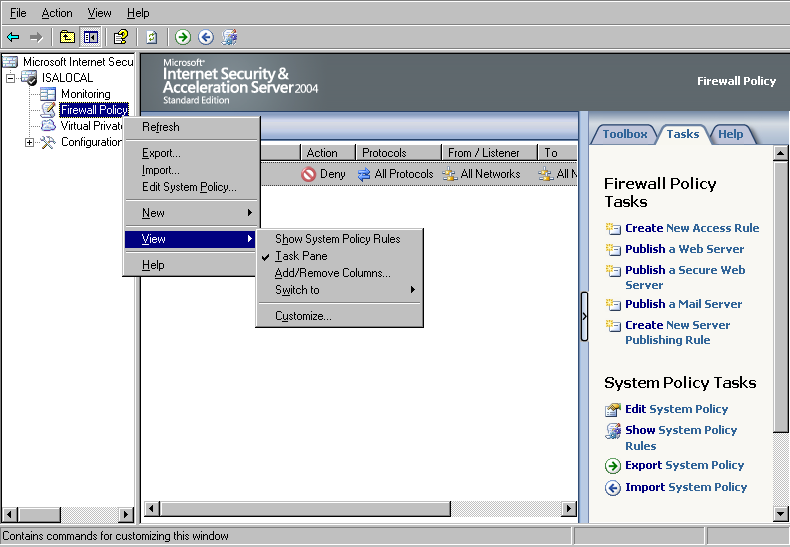 File Action View Help
Microsoft Internet Secu
ISALOCAL
Monitoring
Firewall Policy
Virtual Privat
Configuration
Microsoft®
Internet Security &
Acceleration Server 2004
Standard Edition
Firewall Policy
Refresh
Export...
Import...
Edit System Policy...
New
View
Help
Show System Policy Rules
Task Pane
Add/Remove Columns...
Switch to
Customize...
Action Protocols From / Listener To
Deny All Protocols All Networks All N
Toolbox Tasks Help
Firewall Policy
Tasks
Create New Access Rule
Publish a Web Server
Publish a Secure Web
Server
Publish a Mail Server
Create New Server
Publishing Rule
System Policy Tasks
Edit System Policy
Show System Policy
Rules
Export System Policy
Import System Policy
Contains commands for customizing this window